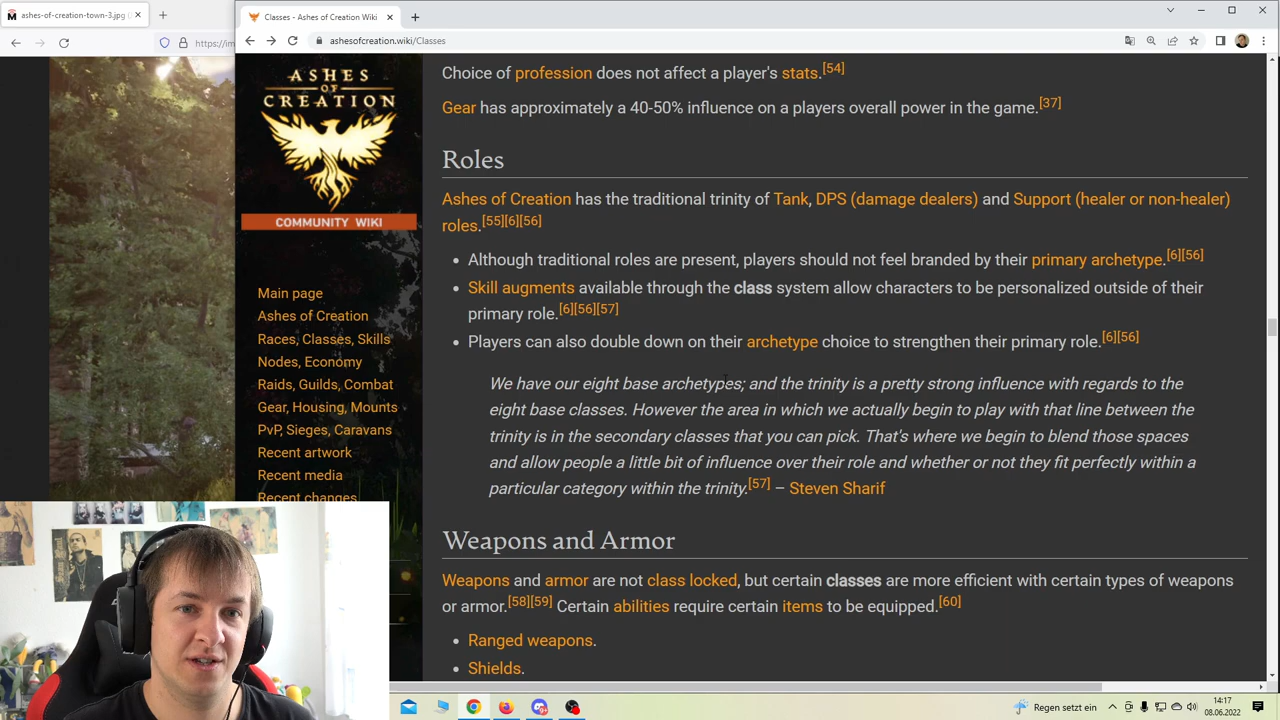 ashes-of-creation-town-3.jpg
Classes - Ashes of Creation Wiki
https://im
ashesofcreation.wiki/Classes
ASHES
OF
CREATION
COMMUNITY WIKI
Main page
Ashes of Creation
Races, Classes, Skills
Nodes, Economy
Raids, Guilds, Combat
Gear, Housing, Mounts
PvP, Sieges, Caravans
Recent artwork
Recent media
Recent changes
Choice of profession does not affect a player's stats.[54]
Gear has approximately a 40-50% influence on a players overall power in the game.[37]
Roles
Ashes of Creation has the traditional trinity of Tank, DPS (damage dealers) and Support (healer or non-healer)
roles.[55][6][56]
• Although traditional roles are present, players should not feel branded by their primary archetype.[6][56]
• Skill augments available through the class system allow characters to be personalized outside of their
primary role.[6][56][57]
• Players can also double down on their archetype choice to strengthen their primary role.[6][56]
We have our eight base archetypes; and the trinity is a pretty strong influence with regards to the
eight base classes. However the area in which we actually begin to play with that line between the
trinity is in the secondary classes that you can pick. That's where we begin to blend those spaces
and allow people a little bit of influence over their role and whether or not they fit perfectly within a
particular category within the trinity.[57] – Steven Sharif
Weapons and Armor
Weapons and armor are not class locked, but certain classes are more efficient with certain types of weapons
or armor.[58][59] Certain abilities require certain items to be equipped.[60]
• Ranged weapons.
• Shields.
Regen setzt ein
14:17
08.06.2022